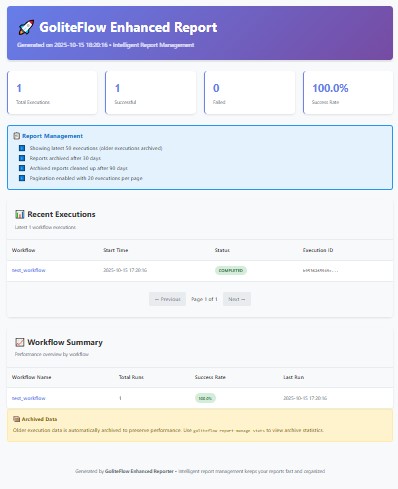 🚀 GoliteFlow Enhanced Report
Generated on 2025-10-15 18:20:16 • Intelligent Report Management
1
Total Executions
1
Successful
0
Failed
100.0%
Success Rate
Report Management
Showing latest 50 executions (older executions archived)
Reports archived after 30 days
Archived reports cleaned up after 90 days
Pagination enabled with 20 executions per page
📊 Recent Executions
Latest 1 workflow executions
Workflow Start Time Status Execution ID
test_workflow 2025-10-15 17:20:16 COMPLETED
← Previous Page 1 of 1 Next →
📈 Workflow Summary
Performance overview by workflow
Workflow Name Total Runs Success Rate Last Run
test_workflow 1 100.0% 2025-10-15 17:20:16
Archived Data
Older execution data is automatically archived to preserve performance. Use goliteflow report-manage stats to view archive statistics.
Generated by GoliteFlow Enhanced Reporter • Intelligent report management keeps your reports fast and organized